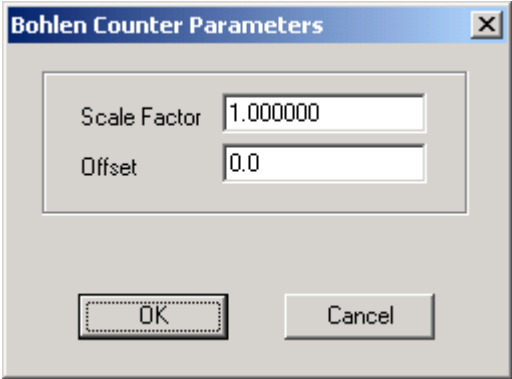 Bohlen Counter Parameters
Scale Factor 1.000000
Offset 0.0
OK Cancel